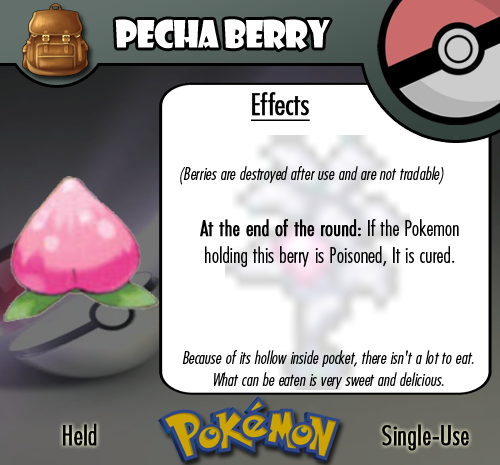 PECHA BERRY
Effects
(Berries are destroyed after use and are not tradable)
At the end of the round: If the Pokemon
holding this berry is Poisoned, It is cured.
Because of its hollow inside pocket, there isn't a lot to eat.
What can be eaten is very sweet and delicious.
Held
POKéMON
Single-Use